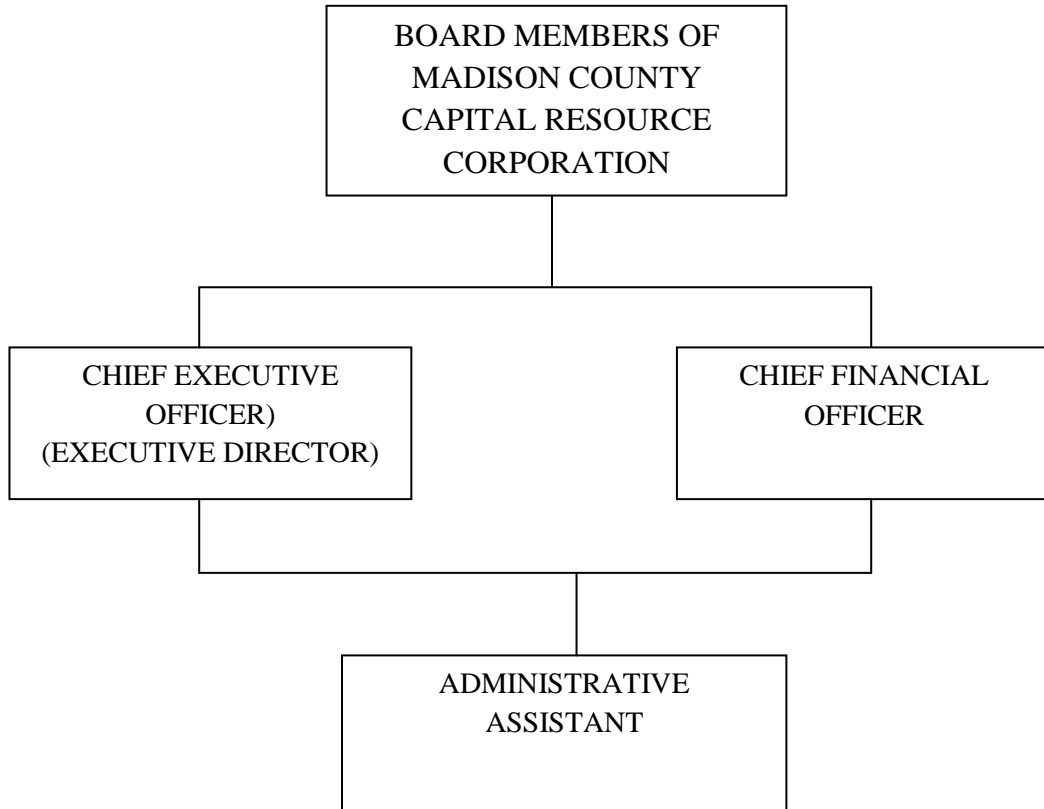 BOARD MEMBERS OF
MADISON COUNTY
CAPITAL RESOURCE
CORPORATION
CHIEF EXECUTIVE
OFFICER)
(EXECUTIVE DIRECTOR)
CHIEF FINANCIAL
OFFICER
ADMINISTRATIVE
ASSISTANT